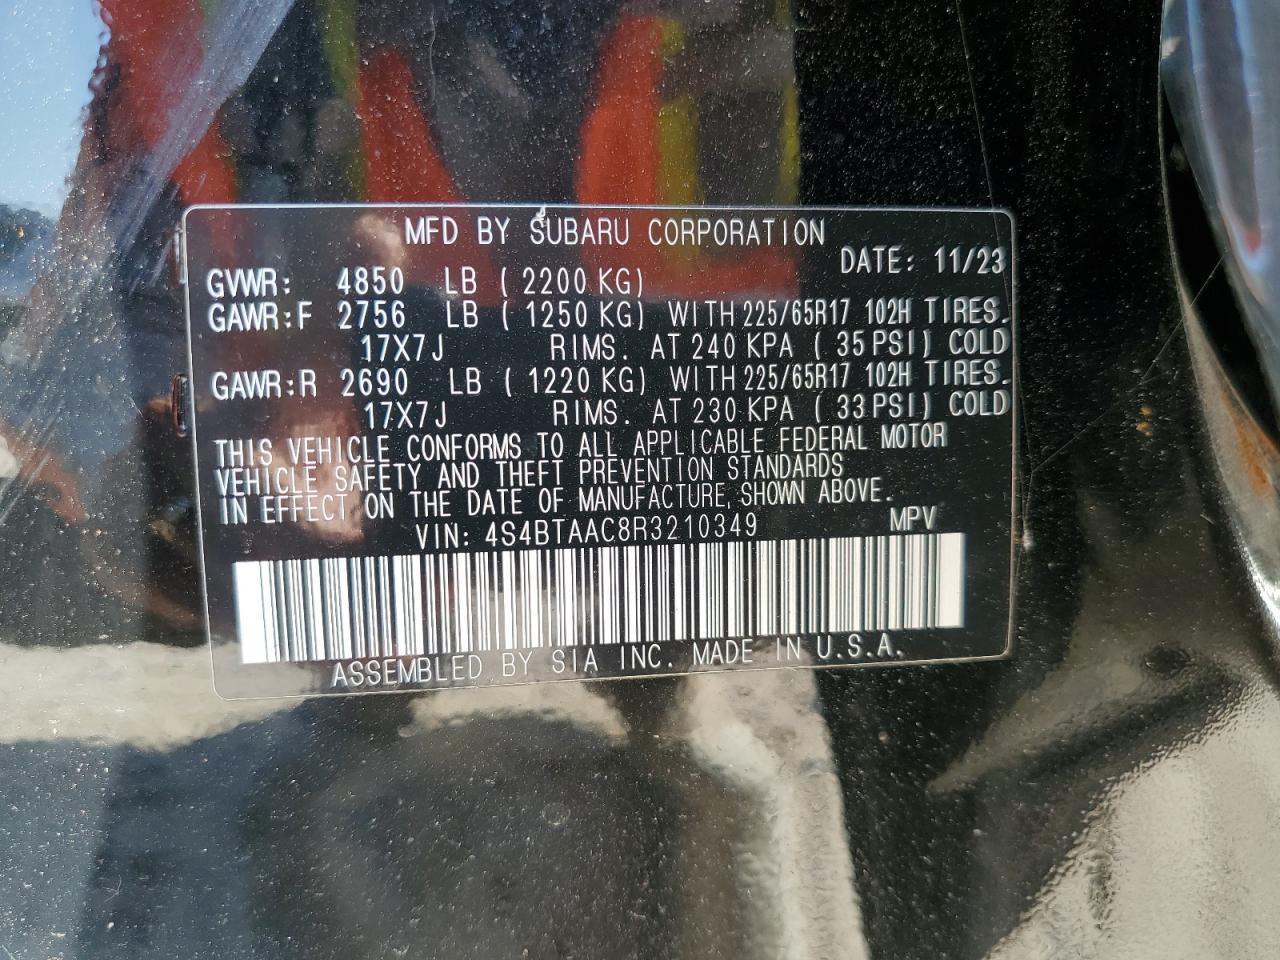 MFD BY SUBARU CORPORATION
DATE: 11/23
GVWR: 4850 LB ( 2200 KG)
GAWR:F 2756 LB ( 1250 KG) WITH 225/65R17 102H TIRES.
17X7J RIMS. AT 240 KPA ( 35 PSI) COLD
GAWR:R 2690 LB ( 1220 KG) WITH 225/65R17 102H TIRES.
17X7J RIMS. AT 230 KPA ( 33 PSI) COLD
THIS VEHICLE CONFORMS TO ALL APPLICABLE FEDERAL MOTOR
VEHICLE SAFETY AND THEFT PREVENTION STANDARDS
IN EFFECT ON THE DATE OF MANUFACTURE SHOWN ABOVE.
VIN: 4S4BTAAC8R3210349 MPV
ASSEMBLED BY SIA INC. MADE IN U.S.A.